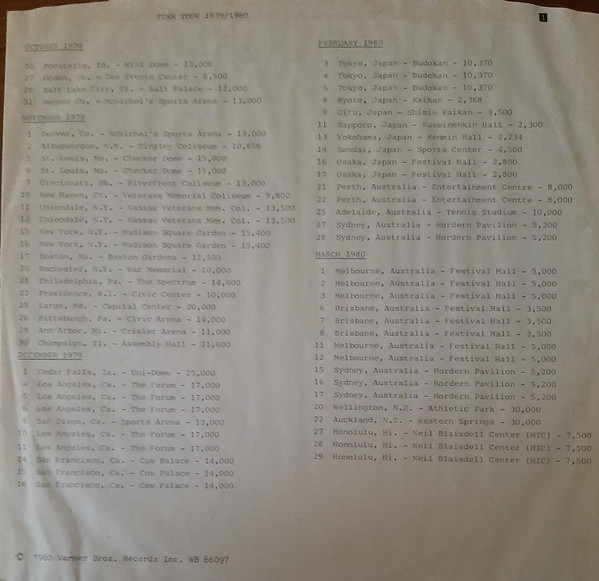 TUSK TOUR 1979/1980
1
OCTOBER 1979
26 Pocatello, Id. - Mini Dome - 13,000
27 Ogden, Ut. - Dee Events Center - 8,500
28 Salt Lake City, Ut. - Salt Palace - 12,000
31 Denver Co. - McNichol's Sports Arena - 13,000
NOVEMBER 1979
1 Denver, Co. - McNichol's Sports Arena - 13,000
2 Albuquerque, N.M. - Tingley Coliseum - 10,656
5 St. Louis, Mo. - Checker Dome - 15,000
6 St. Louis, Mo. - Checker Dome - 15,000
7 Cincinnati, Oh. - Riverfront Coliseum - 13,000
10 New Haven, Ct. - Veterans Memorial Coliseum - 9,800
11 Uniondale, N.Y. - Nassau Veterans Mem. Col. - 13,500
12 Uniondale, N.Y. - Nassau Veterans Mem. Col. - 13,500
15 New York, N.Y. - Madison Square Garden - 15,400
16 New York, N.Y. - Madison Square Garden - 15,400
17 Boston, Ma. - Boston Gardens - 12,500
20 Rochester, N.Y. - War Memorial - 10,000
21 Philadelphia, Pa. - The Spectrum - 14,000
22 Providence, R.I. - Civic Center - 10,000
25 Largo, Md. - Capital Center - 20,000
26 Pittsburgh, Pa. - Civic Arena - 14,000
29 Ann Arbor, Mi. - Crisler Arena - 11,000
30 Champaign, Il. - Assembly Hall - 11,600
DECEMBER 1979
1 Cedar Falls, Ia. - Uni-Dome - 25,000
4 Los Angeles, Ca. - The Forum - 17,000
5 Los Angeles, Ca. - The Forum - 17,000
6 Los Angeles, Ca. - The Forum - 17,000
9 San Diego, Ca. - Sports Arena - 13,000
10 Los Angeles, Ca. - The Forum - 17,000
11 Los Angeles, Ca. - The Forum - 17,000
14 San Francisco, Ca. - Cow Palace - 14,000
15 San Francisco, Ca. - Cow Palace - 14,000
16 San Francisco, Ca. - Cow Palace - 14,000
FEBRUARY 1980
3 Tokyo, Japan - Budokan - 10,370
4 Tokyo, Japan - Budokan - 10,370
5 Tokyo, Japan - Budokan - 10,370
8 Kyoto, Japan - Kaikan - 2,368
9 Gifu, Japan - Shimin Kaikan - 3,500
11 Sapporo, Japan - Kuseinenkin Hall - 2,300
13 Yokohama, Japan - Kenmin Hall - 2,234
14 Sendai, Japan - Sports Center - 4,500
16 Osaka, Japan - Festival Hall - 2,800
17 Osaka, Japan - Festival Hall - 2,800
21 Perth, Australia - Entertainment Centre - 8,000
22 Perth, Australia - Entertainment Centre - 8,000
25 Adelaide, Australia - Tennis Stadium - 10,000
27 Sydney, Australia - Hordern Pavilion - 5,200
28 Sydney, Australia - Hordern Pavilion - 5,200
MARCH 1980
1 Melbourne, Australia - Festival Hall - 5,000
2 Melbourne, Australia - Festival Hall - 5,000
3 Melbourne, Australia - Festival Hall - 5,000
6 Brisbane, Australia - Festival Hall - 3,500
7 Brisbane, Australia - Festival Hall - 3,500
8 Brisbane, Australia - Festival Hall - 3,500
11 Melbourne, Australia - Festival Hall - 5,000
12 Melbourne, Australia - Festival Hall - 5,000
15 Sydney, Australia - Hordern Pavilion - 5,200
16 Sydney, Australia - Hordern Pavilion - 5,200
17 Sydney, Australia - Hordern Pavilion - 5,200
20 Wellington, N.Z. - Athletic Park - 30,000
22 Auckland, N.Z. - Western Springs - 30,000
27 Honolulu, Hi. - Neil Blaisdell Center (HIC) - 7,500
28 Honolulu, Hi. - Neil Blaisdell Center (HIC) - 7,500
29 Honolulu, Hi. - Neil Blaisdell Center (HIC) - 7,500
© 1980 Warner Bros. Records Inc. WB 66097